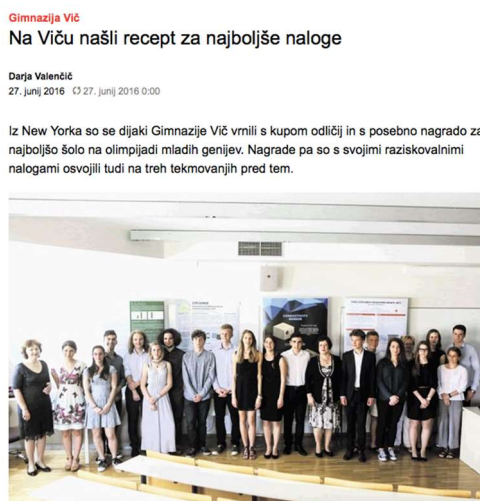 Gimnazija Vič
Na Viču našli recept za najboljše naloge
Darja Valenčič
27. junij 2016 27. junij 2016 0:00
Iz New Yorka so se dijaki Gimnazije Vič vrnili s kupom odličij in s posebno nagrado za
najboljšo šolo na olimpijadi mladih genijev. Nagrade pa so s svojimi raziskovalnimi
nalogami osvojili tudi na treh tekmovanjih pred tem.